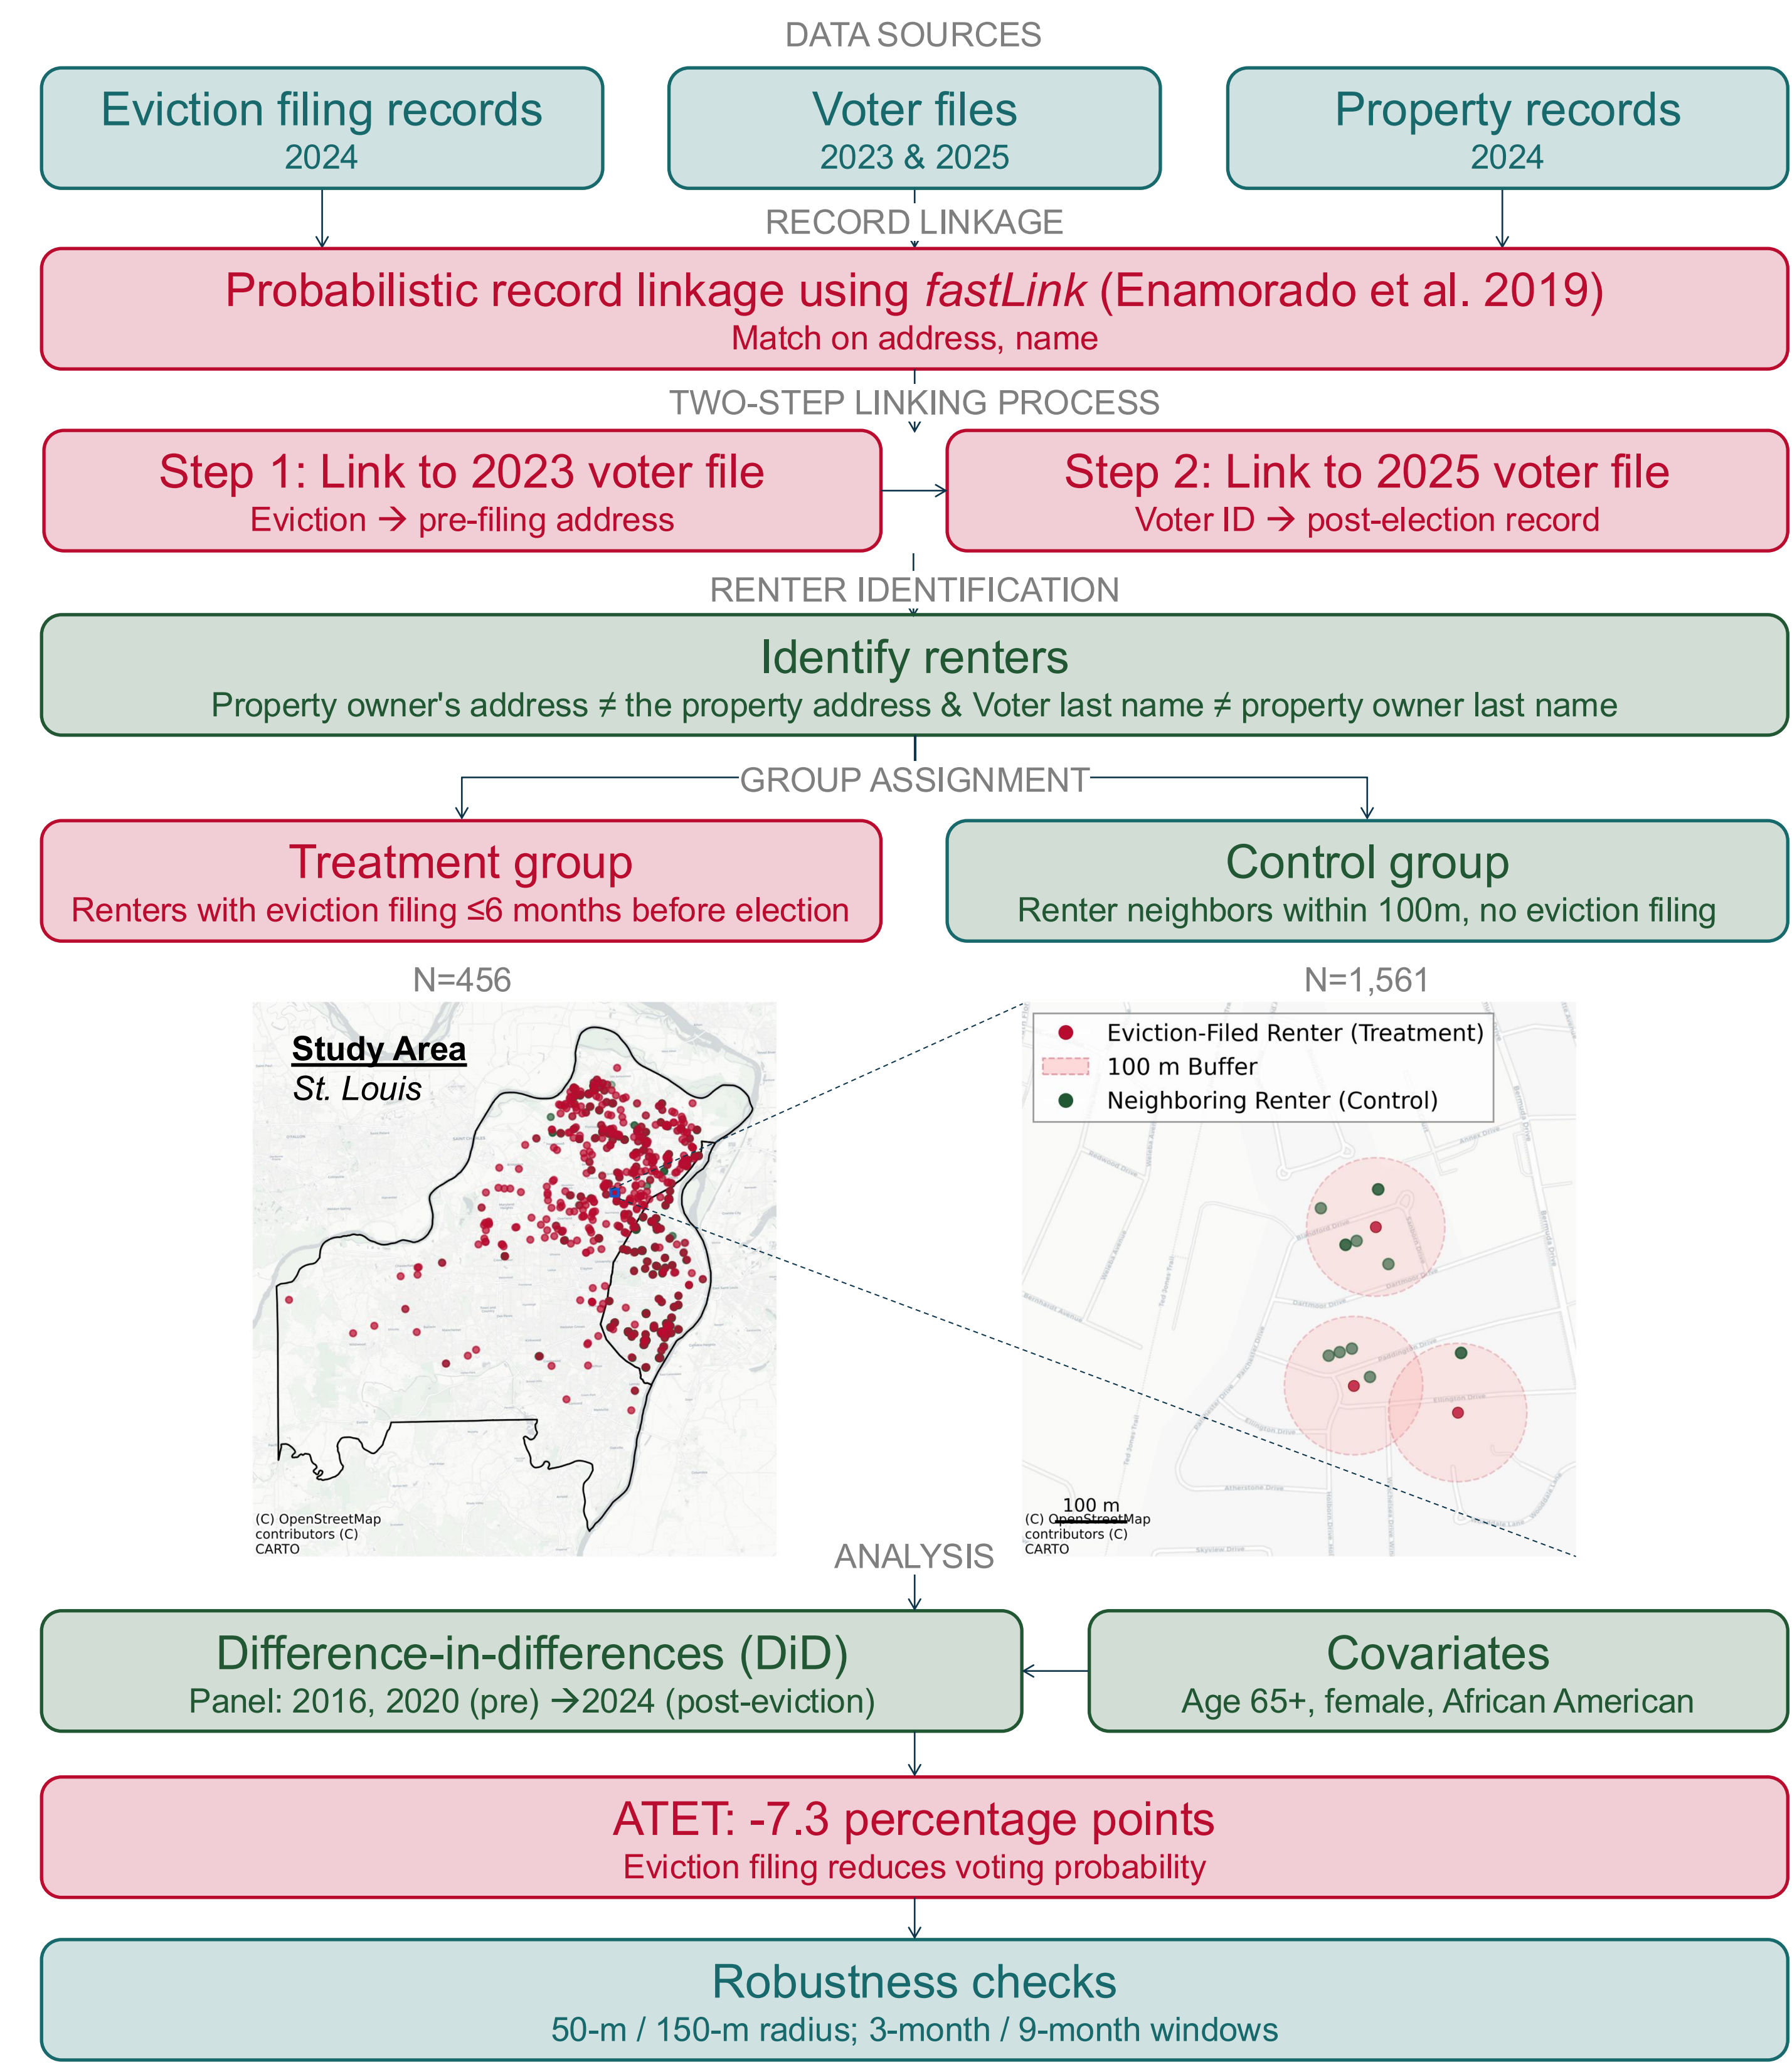 DATA SOURCES
Eviction filing records
2024
Voter files
2023 & 2025
Property records
2024
RECORD LINKAGE
Probabilistic record linkage using fastLink (Enamorado et al. 2019)
Match on address, name
TWO-STEP LINKING PROCESS
Step 1: Link to 2023 voter file
Eviction → pre-filing address
Step 2: Link to 2025 voter file
Voter ID → post-election record
RENTER IDENTIFICATION
Identify renters
Property owner's address ≠ the property address & Voter last name ≠ property owner last name
GROUP ASSIGNMENT
Treatment group
Renters with eviction filing ≤6 months before election
Control group
Renter neighbors within 100m, no eviction filing
N=456
N=1,561
Study Area
St. Louis
(C) OpenStreetMap
contributors (C)
CARTO
Eviction-Filed Renter (Treatment)
100 m Buffer
Neighboring Renter (Control)
Bermuda Drive
Dartmoor Drive
Atherstone Drive
Skyview Drive
100 m
(C) OpenStreetMap
contributors (C)
CARTO
ANALYSIS
Difference-in-differences (DiD)
Panel: 2016, 2020 (pre) →2024 (post-eviction)
Covariates
Age 65+, female, African American
ATET: -7.3 percentage points
Eviction filing reduces voting probability
Robustness checks
50-m / 150-m radius; 3-month / 9-month windows